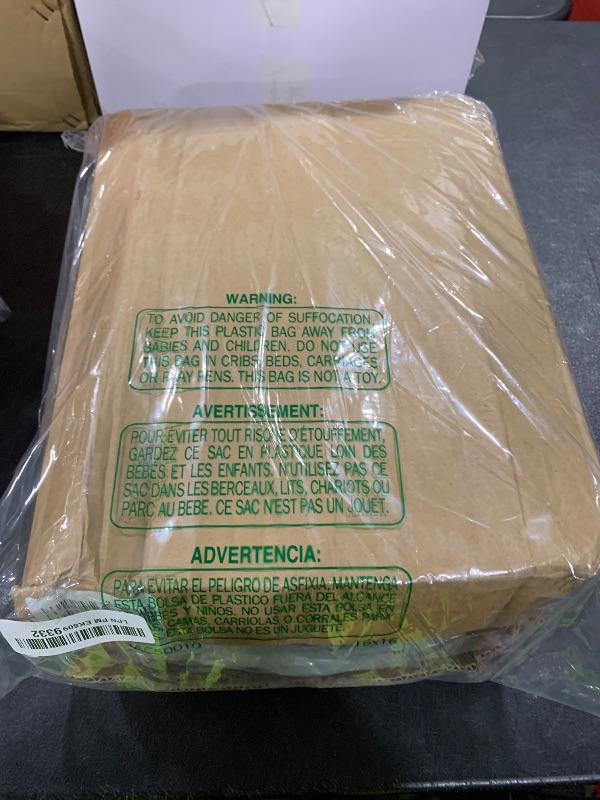 WARNING:
TO AVOID DANGER OF SUFFOCATION
KEEP THIS PLASTIC BAG AWAY FROM
BABIES AND CHILDREN. DO NOT USE
THIS BAG IN CRIBS, BEDS, CARRIAGES
OR PLAY PENS. THIS BAG IS NOT A TOY.
AVERTISSEMENT:
POUR ÉVITER TOUT RISQUE D'ÉTOUFFEMENT,
GARDEZ CE SAC EN PLASTIQUE LOIN DES
BÉBÉS ET LES ENFANTS. N'UTILISEZ PAS CE
SAC DANS LES BERCEAUX, LITS, CHARIOTS OU
PARC AU BEBE. CE SAC N'EST PAS UN JOUET.
ADVERTENCIA:
PARA EVITAR EL PELIGRO DE ASFIXIA, MANTENGA
ESTA BOLSA DE PLASTICO FUERA DEL ALCANCE
Y NIÑOS. NO USAR ESTA BOLSA EN
CAMAS, CARRIOLAS O CORRALES PARA
ESTA BOLSA NO ES UN JUGUETE.
LPN PM EK809 9332